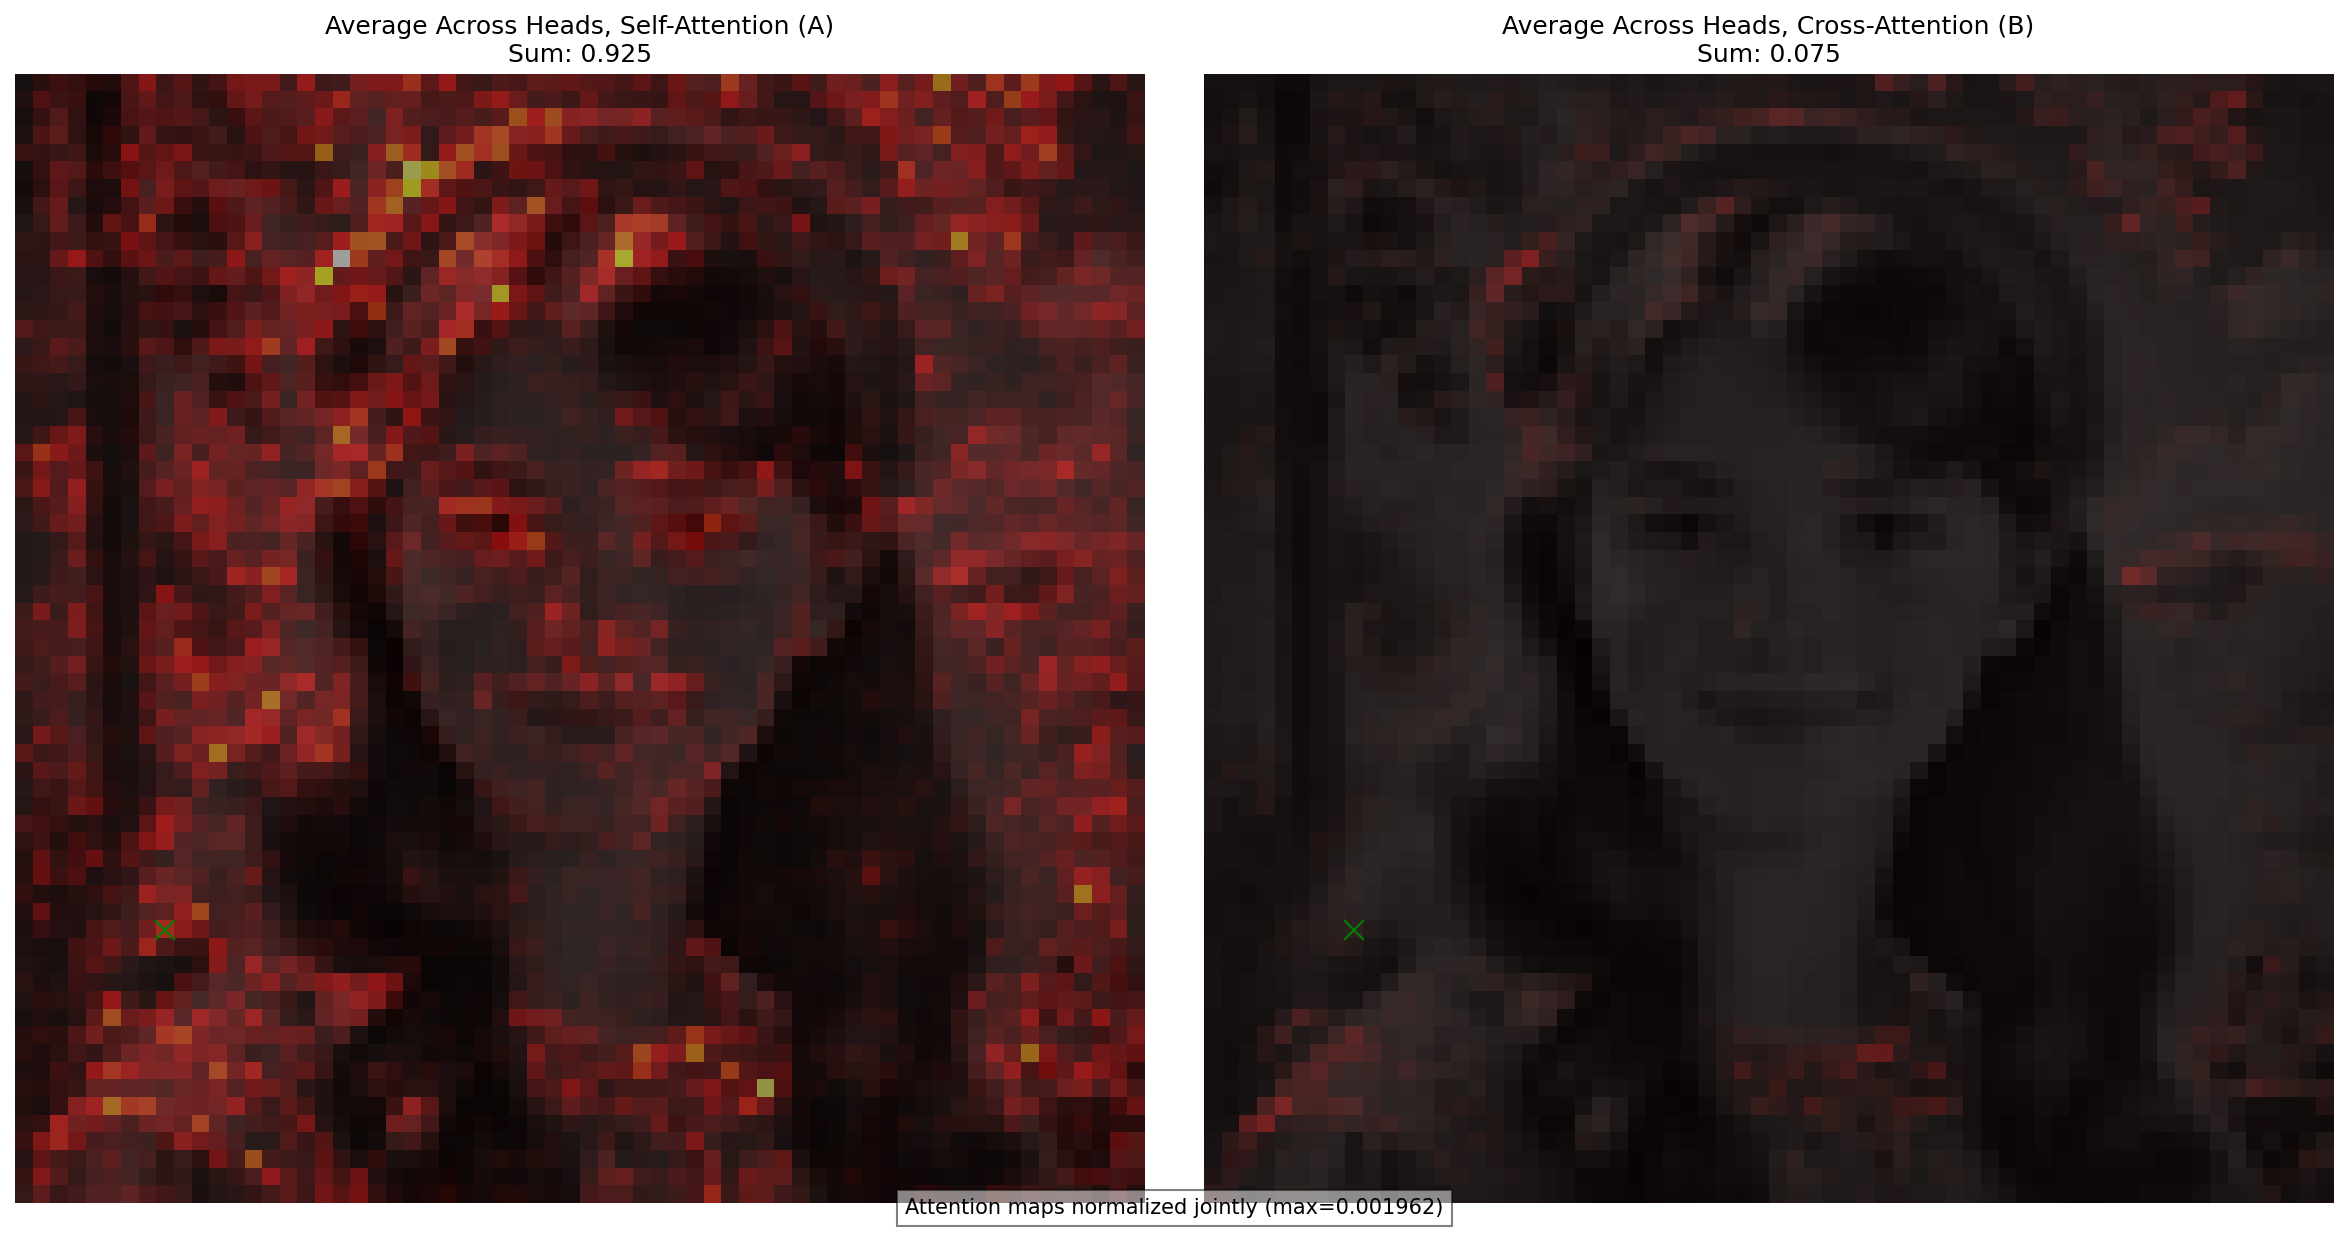 Average Across Heads, Self-Attention (A)
Sum: 0.925
Average Across Heads, Cross-Attention (B)
Sum: 0.075
Attention maps normalized jointly (max=0.001962)